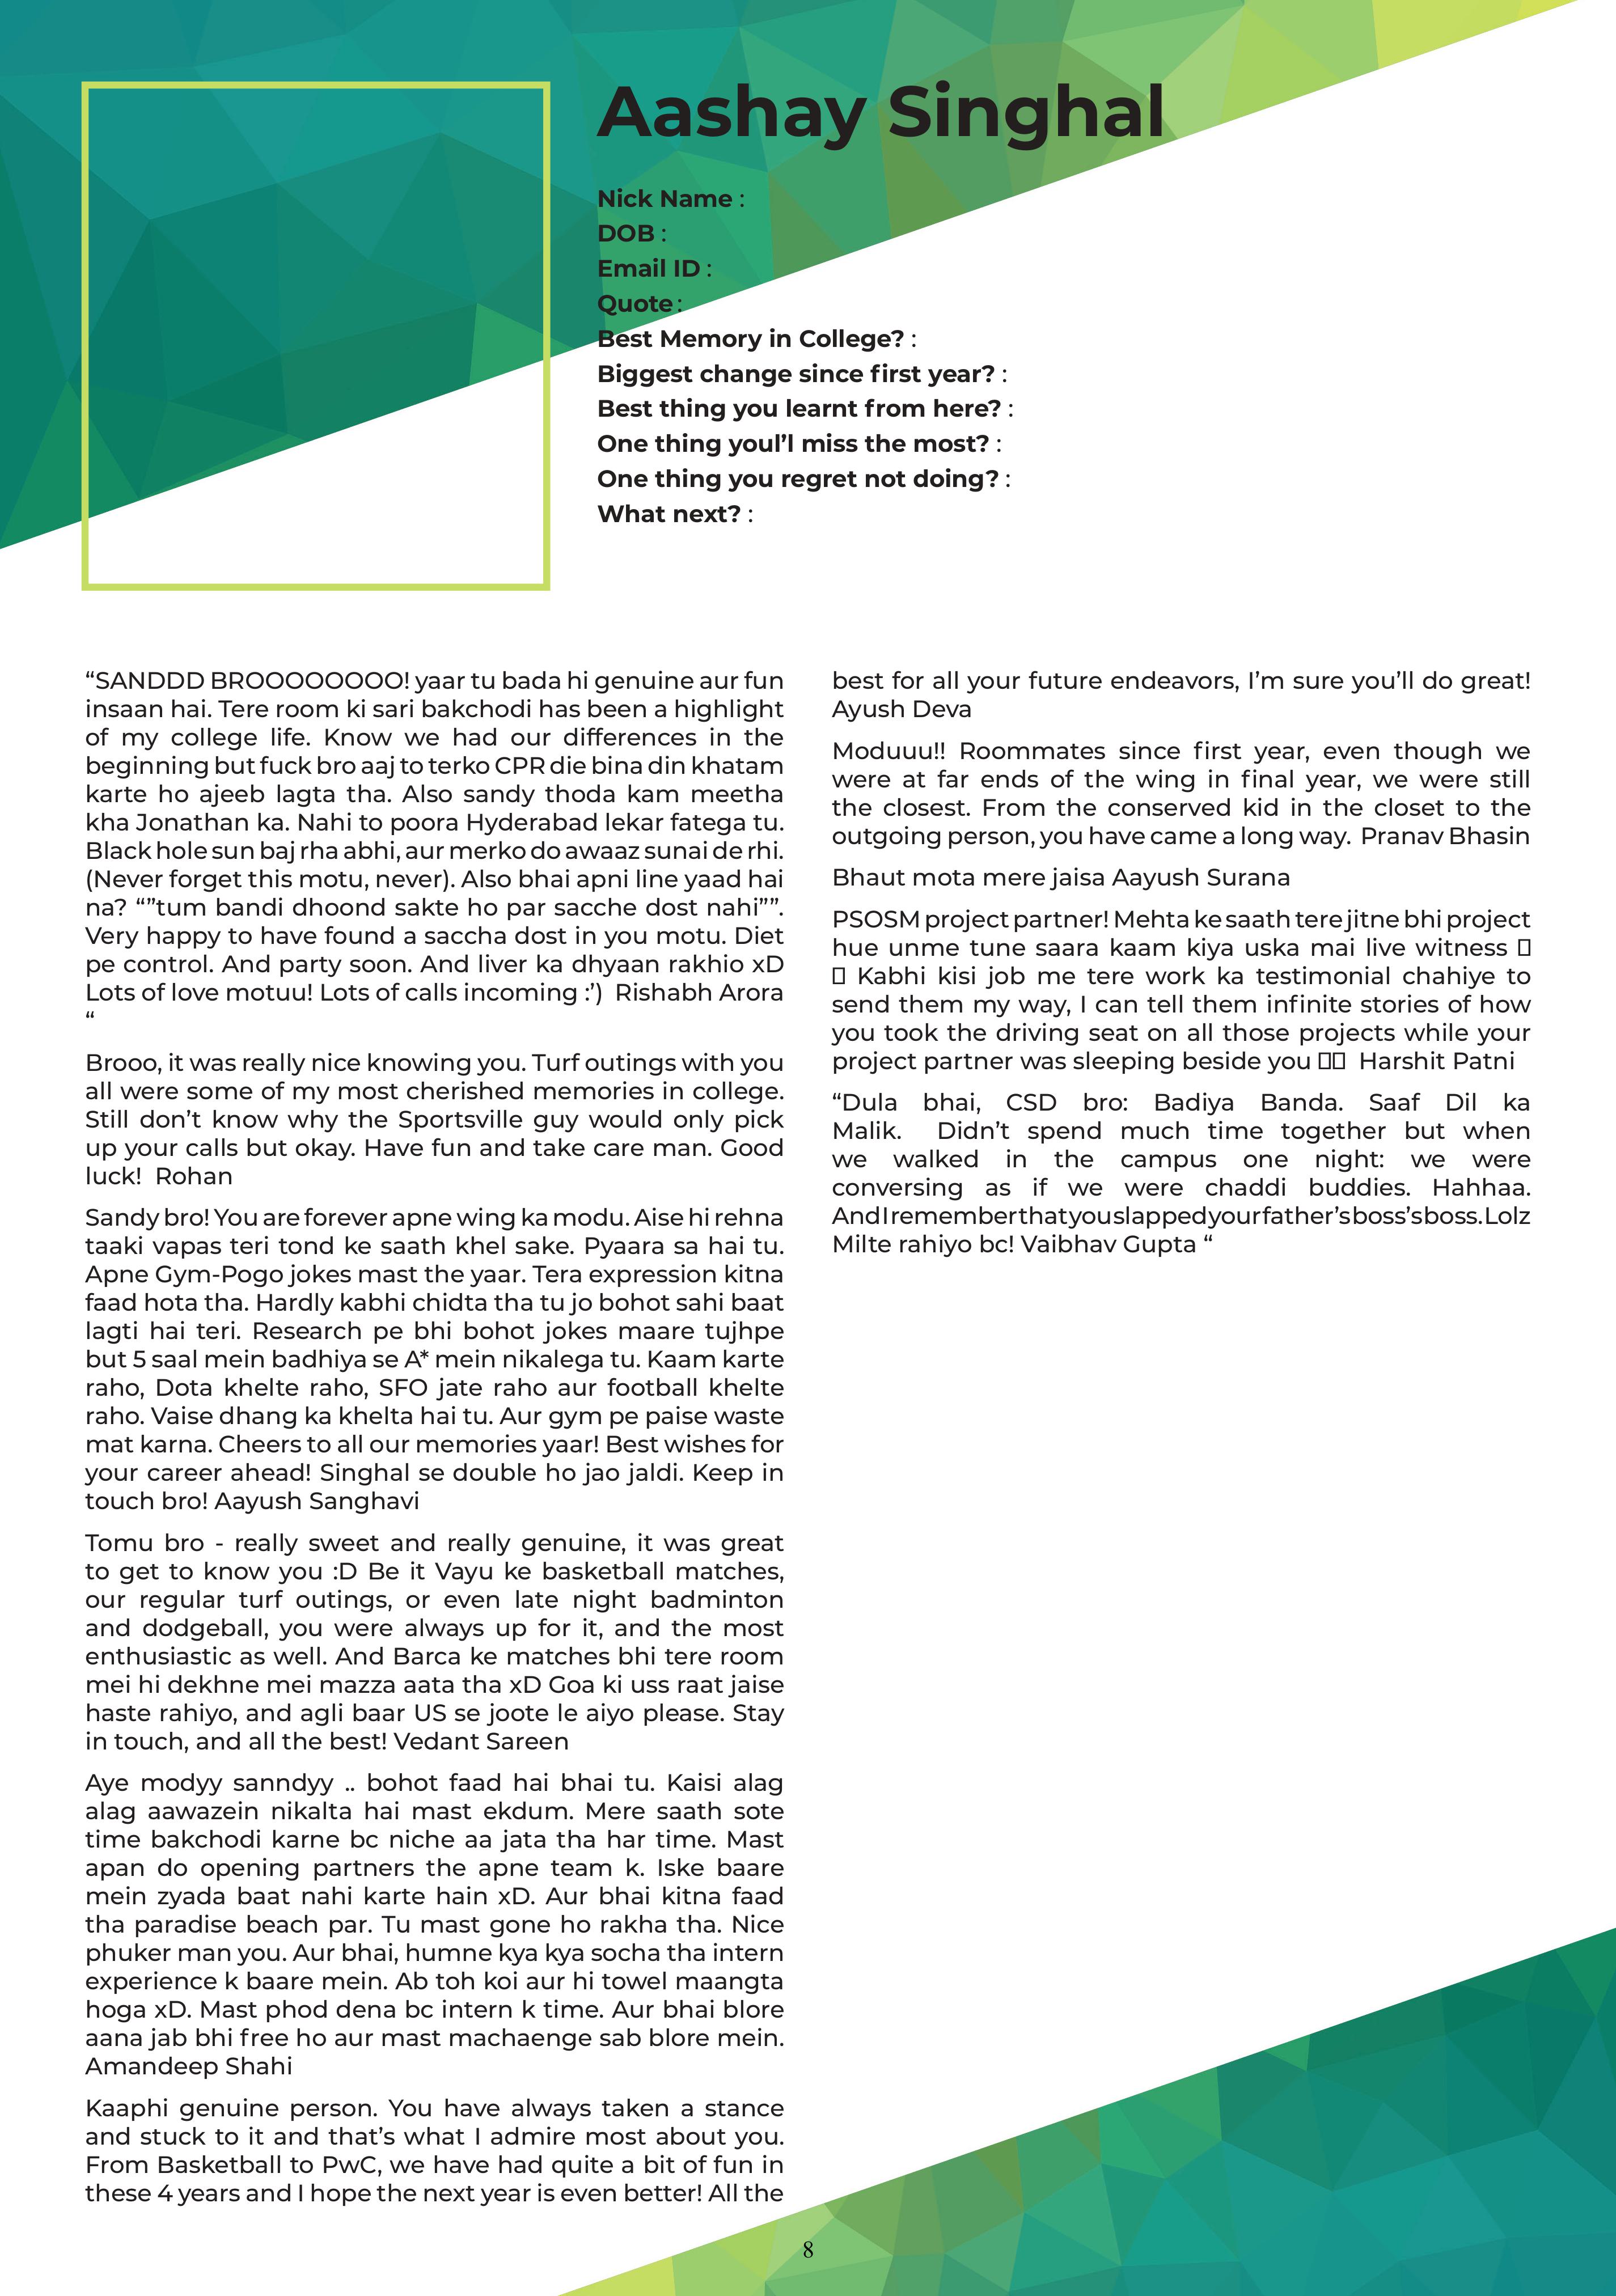 Aashay Singhal
Nick Name :
DOB :
Email ID :
Quote :
Best Memory in College? :
Biggest change since first year? :
Best thing you learnt from here? :
One thing youl’l miss the most? :
One thing you regret not doing? :
What next? :
“SANDDD BROOOOOOOO! yaar tu bada hi genuine aur fun
insaan hai. Tere room ki sari bakchodi has been a highlight
of my college life. Know we had our differences in the
beginning but fuck bro aaj to terko CPR die bina din khatam
karte ho ajeeb lagta tha. Also sandy thoda kam meetha
kha Jonathan ka. Nahi to poora Hyderabad lekar fatega tu.
Black hole sun baj rha abhi, aur merko do awaaz sunai de rhi.
(Never forget this motu, never). Also bhai apni line yaad hai
na? “”tum bandi dhoond sakte ho par sacche dost nahi””.
Very happy to have found a saccha dost in you motu. Diet
pe control. And party soon. And liver ka dhyaan rakhio xD
Lots of love motuu! Lots of calls incoming :’) Rishabh Arora
“
Brooo, it was really nice knowing you. Turf outings with you
all were some of my most cherished memories in college.
Still don’t know why the Sportsville guy would only pick
up your calls but okay. Have fun and take care man. Good
luck! Rohan
Sandy bro! You are forever apne wing ka modu. Aise hi rehna
taaki vapas teri tond ke saath khel sake. Pyaara sa hai tu.
Apne Gym-Pogo jokes mast the yaar. Tera expression kitna
faad hota tha. Hardly kabhi chidta tha tu jo bohot sahi baat
lagti hai teri. Research pe bhi bohot jokes maare tujhpe
but 5 saal mein badhiya se A* mein nikalega tu. Kaam karte
raho, Dota khelte raho, SFO jate raho aur football khelte
raho. Vaise dhang ka khelta hai tu. Aur gym pe paise waste
mat karna. Cheers to all our memories yaar! Best wishes for
your career ahead! Singhal se double ho jao jaldi. Keep in
touch bro! Aayush Sanghavi
Tomu bro - really sweet and really genuine, it was great
to get to know you :D Be it Vayu ke basketball matches,
our regular turf outings, or even late night badminton
and dodgeball, you were always up for it, and the most
enthusiastic as well. And Barca ke matches bhi tere room
mei hi dekhne mei mazza aata tha xD Goa ki uss raat jaise
haste rahiyo, and agli baar US se joote le aiyo please. Stay
in touch, and all the best! Vedant Sareen
Aye modyy sanndyy .. bohot faad hai bhai tu. Kaisi alag
alag aawazein nikalta hai mast ekdum. Mere saath sote
time bakchodi karne bc niche aa jata tha har time. Mast
apan do opening partners the apne team k. Iske baare
mein zyada baat nahi karte hain xD. Aur bhai kitna faad
tha paradise beach par. Tu mast gone ho rakha tha. Nice
phuker man you. Aur bhai, humne kya kya socha tha intern
experience k baare mein. Ab toh koi aur hi towel maangta
hoga xD. Mast phod dena bc intern k time. Aur bhai blore
aana jab bhi free ho aur mast machaenge sab blore mein.
Amandeep Shahi
Kaaphi genuine person. You have always taken a stance
and stuck to it and that’s what I admire most about you.
From Basketball to PwC, we have had quite a bit of fun in
these 4 years and I hope the next year is even better! All the
best for all your future endeavors, I’m sure you’ll do great!
Ayush Deva
Moduuu!! Roommates since first year, even though we
were at far ends of the wing in final year, we were still
the closest. From the conserved kid in the closet to the
outgoing person, you have came a long way. Pranav Bhasin
Bhaut mota mere jaisa Aayush Surana
PSOSM project partner! Mehta ke saath tere jitne bhi project
hue unme tune saara kaam kiya uska mai live witness
Kabhi kisi job me tere work ka testimonial chahiye to
send them my way, I can tell them infinite stories of how
you took the driving seat on all those projects while your
project partner was sleeping beside you Harshit Patni
“Dula bhai, CSD bro: Badiya Banda. Saaf Dil ka
Malik. Didn’t spend much time together but when
we walked in the campus one night: we were
conversing as if we were chaddi buddies. Hahhaa.
And I remember that you slapped your father’s boss’s boss. Lolz
Milte rahiyo bc! Vaibhav Gupta “
8